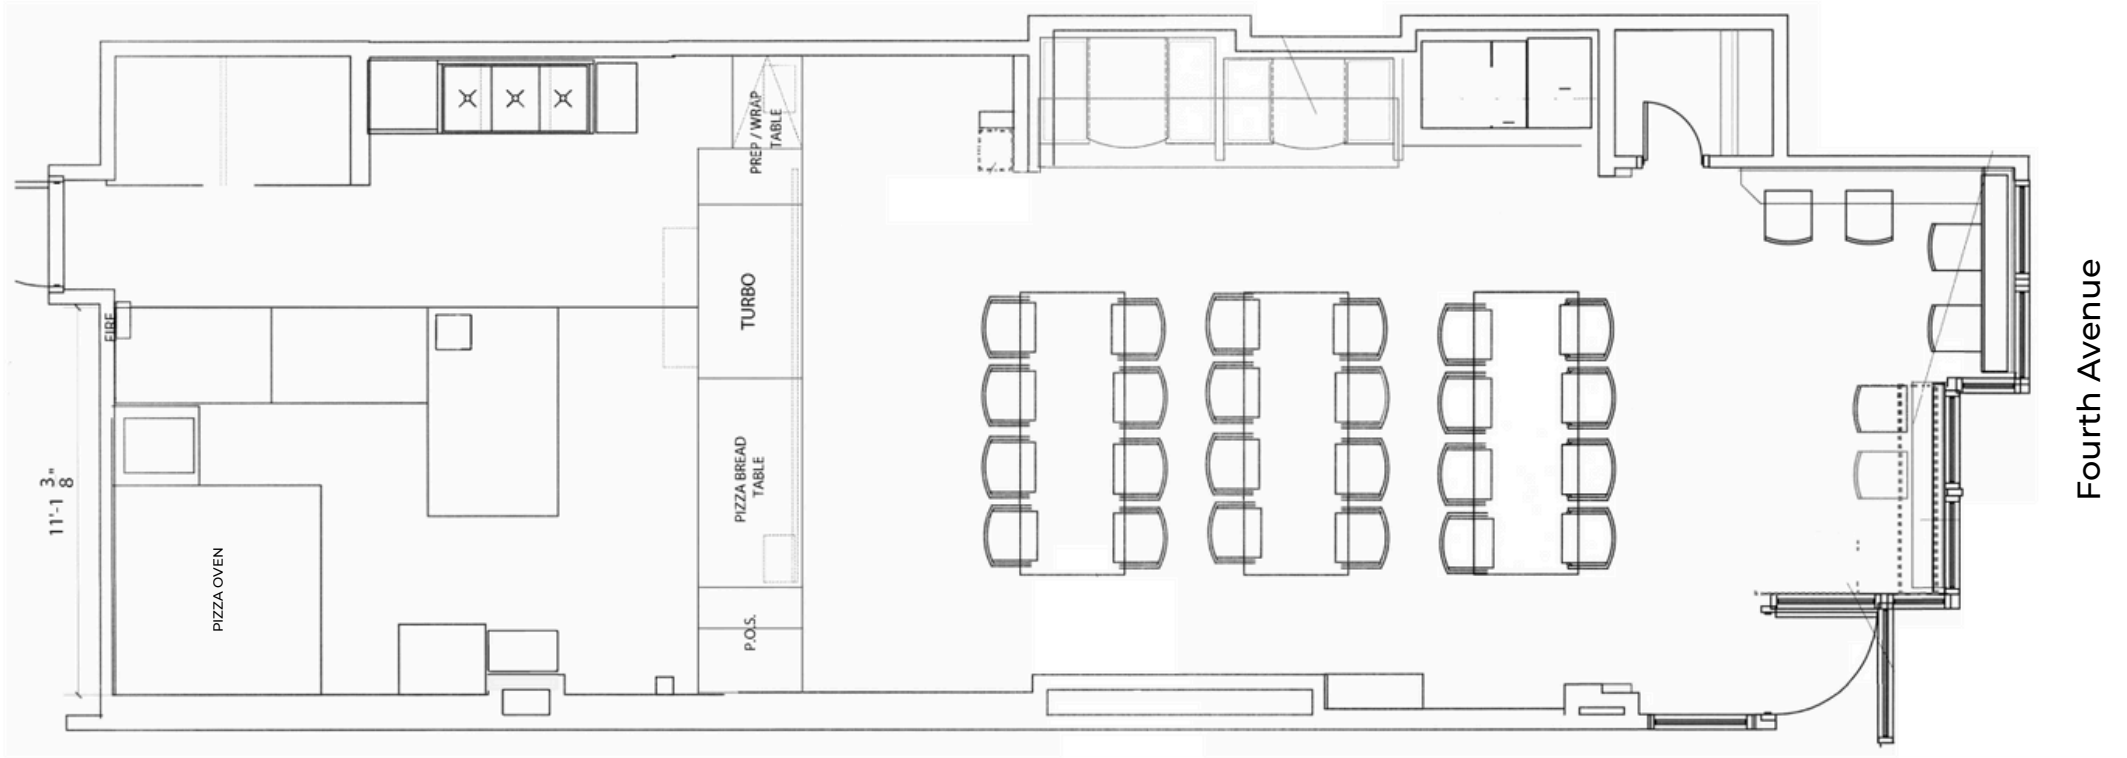 PREP / WRAP
TABLE
FIRE
TURBO
PIZZA BREAD
TABLE
P.O.S.
PIZZA OVEN
11'-1 3"
8
Fourth Avenue